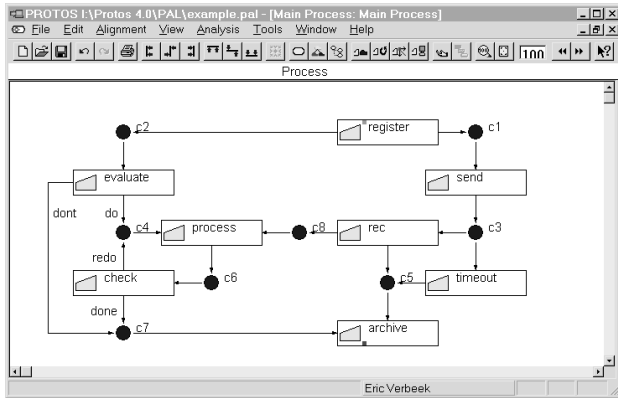 PROTOS I:\Protos 4.0\PAL\example.pal - [Main Process: Main Process]
File Edit Alignment View Analysis Tools Window Help
100
Process
c2
register
c1
evaluate
send
dont
do
c4
process
c8
rec
c3
redo
check
c6
c5
timeout
done
c7
archive
Eric Verbeek